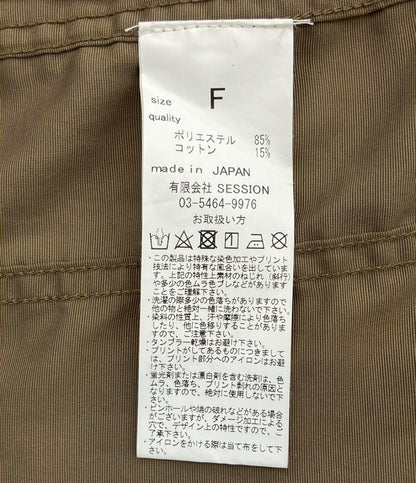 size
F
quality
ポリエステル 85%
コットン 15%
made in JAPAN
有限会社 SESSION
03-5464-9976
お取扱い方
・この製品は特殊な染色加工やプリント
技法により特有な風合いを出していま
す。上記の特性上素材のねじれ(斜行)
や多少の色ムラ色ブレなどがあります
ことをご理解下さい。
・洗濯の際多少の色落ちがありますので
他の物と絶対一緒に洗わないで下さい。
・染料の性質上、汗や摩擦により色落ち
したり、他に色移りすることがありま
すのでお避け下さい。
・タンブラー乾燥はお避け下さい。
・プリントがしてあるものにつきまして
は、プリント部分へのアイロンはお避
け下さい。
・蛍光剤または漂白剤を含む洗剤は、色
ムラ、色落ち、プリント剥れの原因と
なりますので、絶対に使用しないで下
さい。
・ピンホールや端の破れなどがある場合
がございますが、ダメージ加工による
穴で、デザイン上の特性ですので、ご
了承下さい。
・アイロンをかける際は当て布をして下
さい。